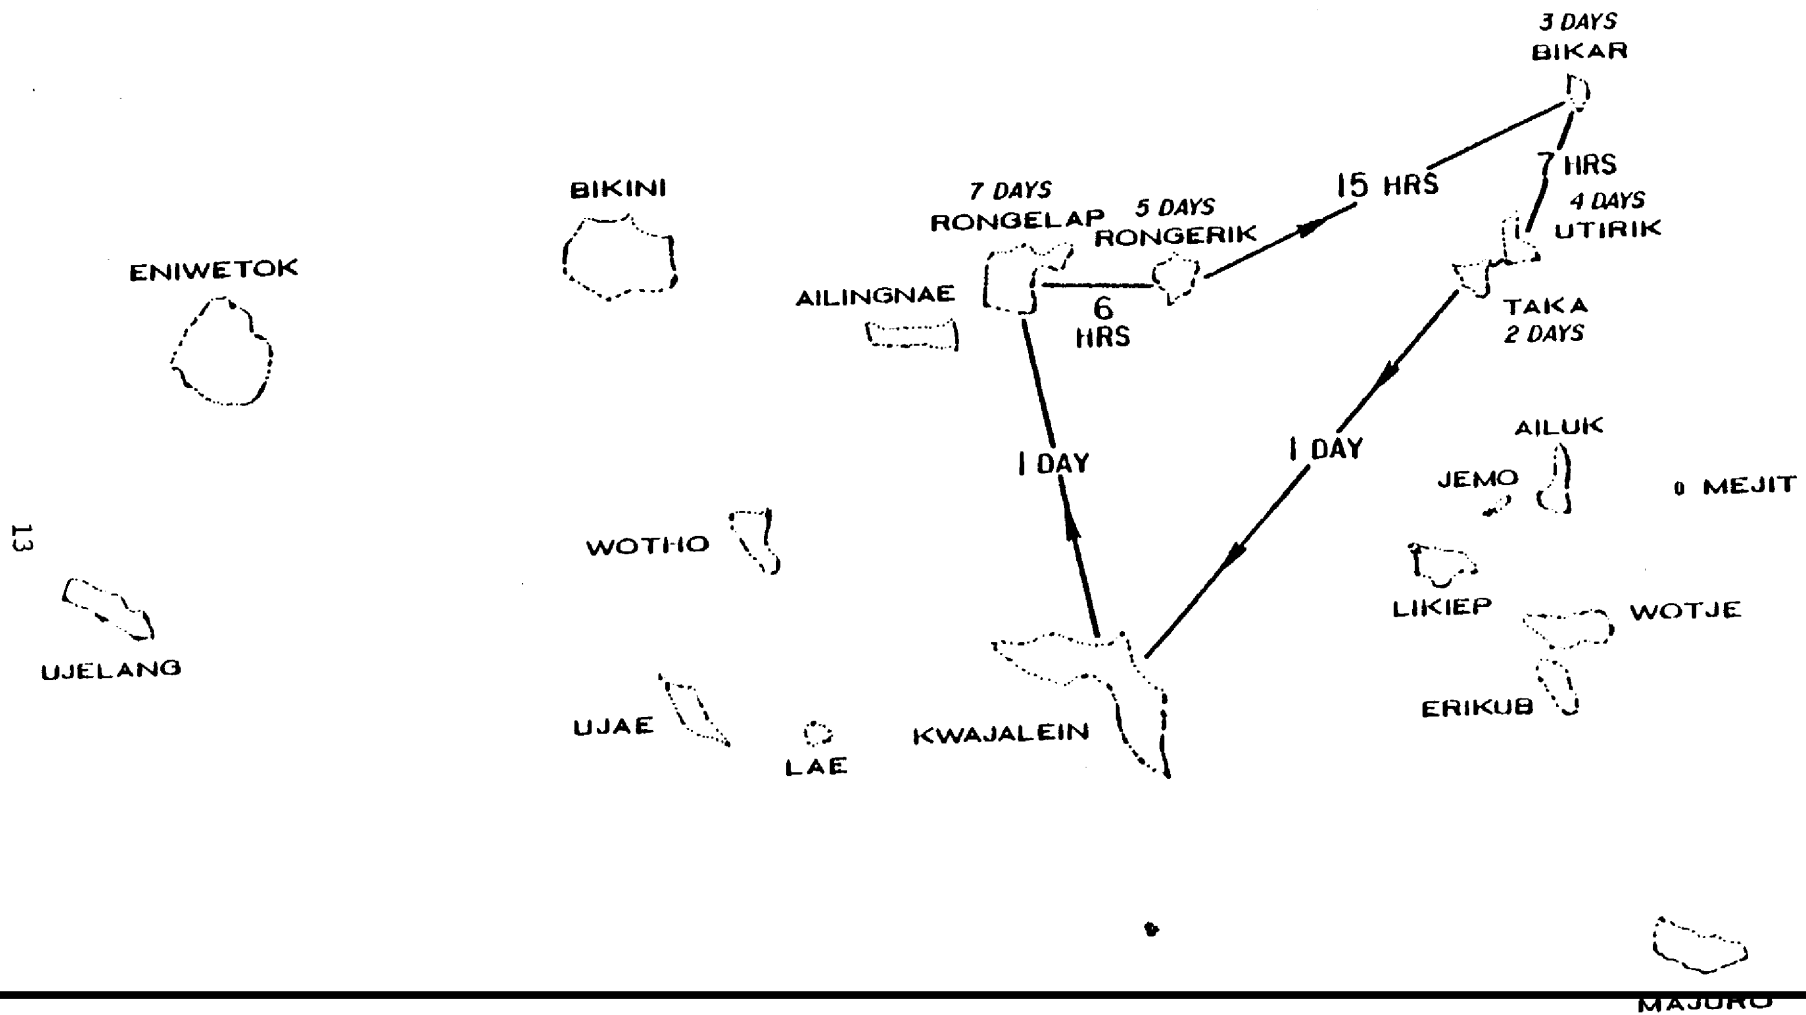 3 DAYS
BIKAR
7 HRS
15 HRS
4 DAYS
UTIRIK
BIKINI
7 DAYS
RONGELAP
5 DAYS
RONGERIK
ENIWETOK
AILINGNAE
6
HRS
TAKA
2 DAYS
1 DAY
1 DAY
AILUK
JEMO
MEJIT
13
WOTHO
LIKIEP
WOTJE
UJELANG
UJAE
LAE
KWAJALEIN
ERIKUB
MAJURO